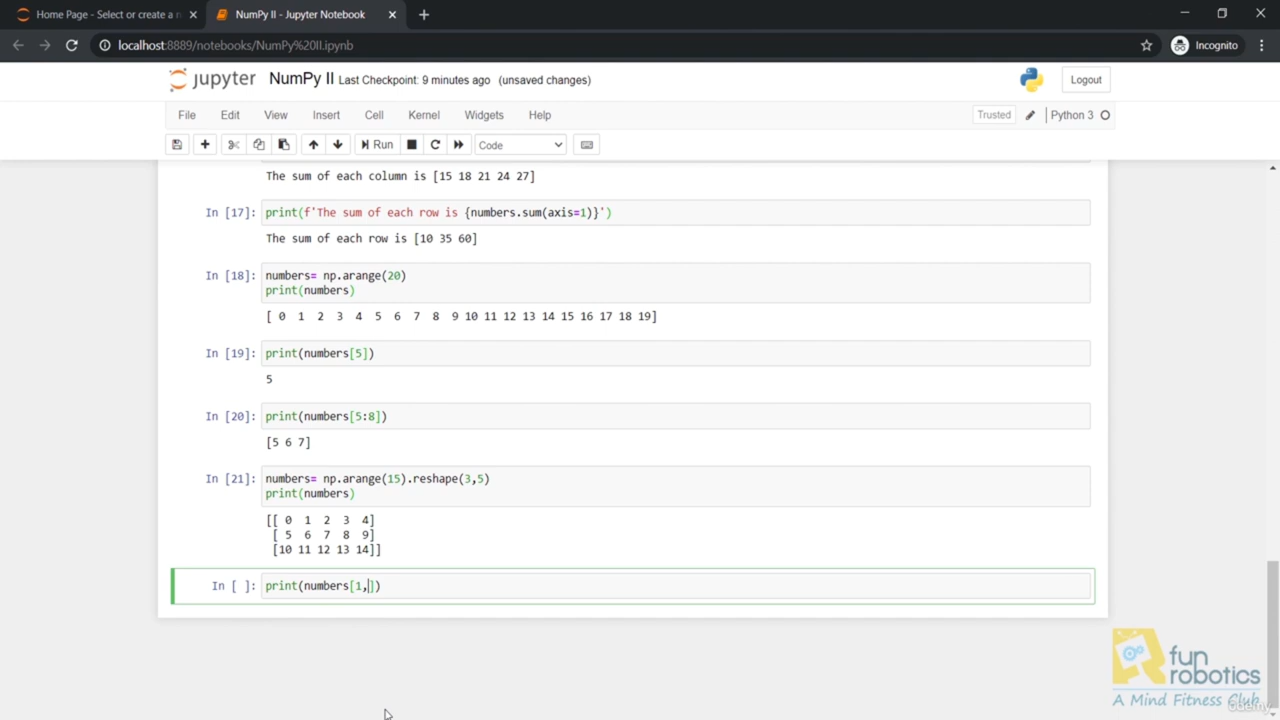 Home Page - Select or create a n
NumPy II - Jupyter Notebook
localhost:8889/notebooks/NumPy%20II.ipynb
Incognito
jupyter NumPy II Last Checkpoint: 9 minutes ago (unsaved changes)
Logout
File Edit View Insert Cell Kernel Widgets Help
Trusted Python 3
Run Code
The sum of each column is [15 18 21 24 27]
In [17]: print(f'The sum of each row is {numbers.sum(axis=1)}')
The sum of each row is [10 35 60]
In [18]: numbers= np.arange(20)
print(numbers)
[ 0 1 2 3 4 5 6 7 8 9 10 11 12 13 14 15 16 17 18 19]
In [19]: print(numbers[5])
5
In [20]: print(numbers[5:8])
[5 6 7]
In [21]: numbers= np.arange(15).reshape(3,5)
print(numbers)
[[ 0 1 2 3 4]
[ 5 6 7 8 9]
[10 11 12 13 14]]
In [ ]: print(numbers[1,])
fun
robotics
A Mind Fitness Club
udemy